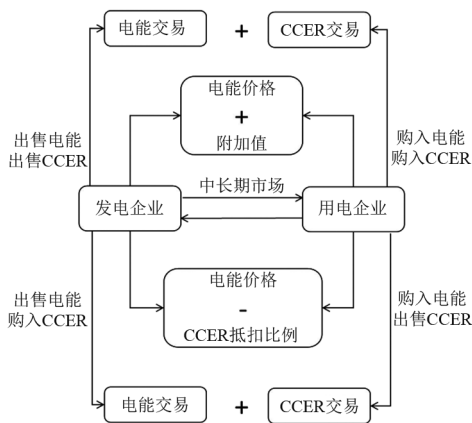 电能交易 + CCER交易
电能价格
+
附加值
出售电能
出售CCER
购入电能
购入CCER
中长期市场
发电企业
用电企业
电能价格
-
CCER抵扣比例
出售电能
购入CCER
购入电能
出售CCER
电能交易 + CCER交易